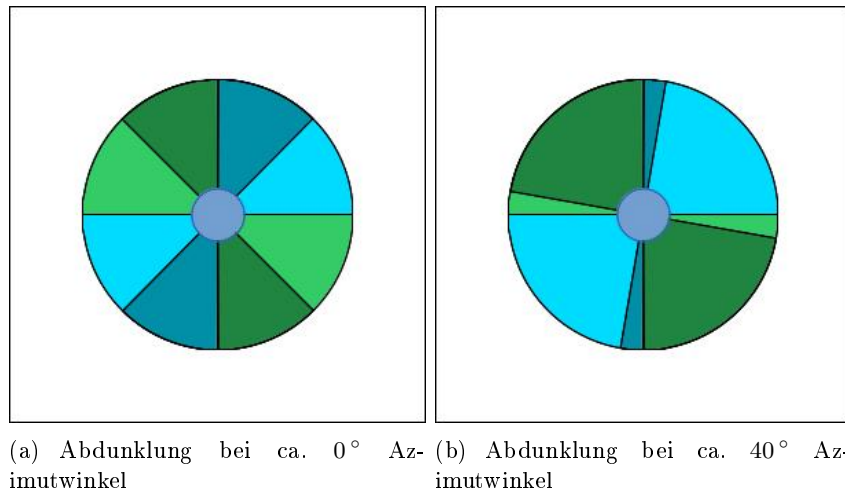 (a) Abdunklung bei ca. 0° Az-
imutwinkel
(b) Abdunklung bei ca. 40° Az-
imutwinkel